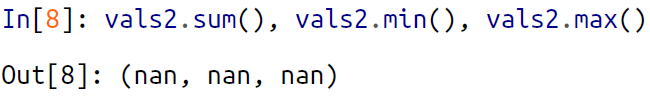 In[8]: vals2.sum(), vals2.min(), vals2.max()
Out[8]: (nan, nan, nan)